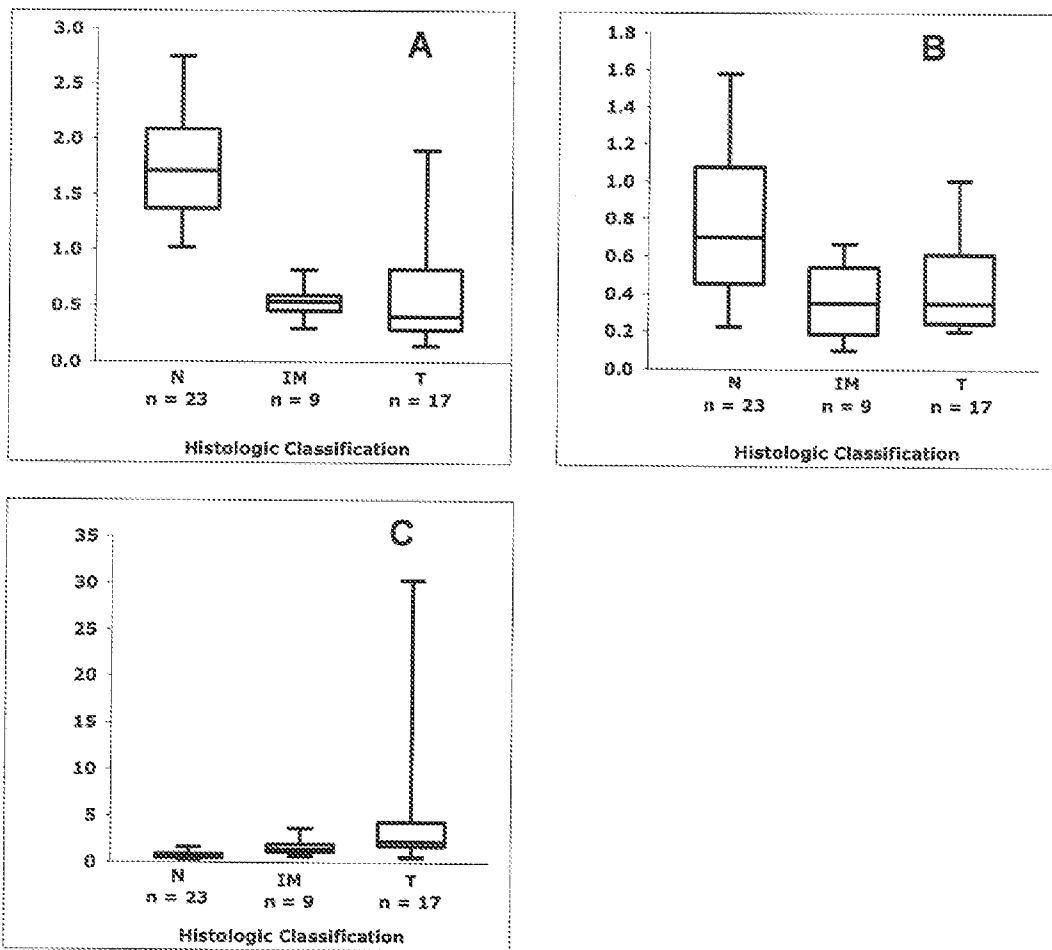 A
3.0
2.5
2.0
1.5
1.0
0.5
0.0
N IM T
n = 23 n = 9 n = 17
Histologic Classification
B
1.8
1.6
1.4
1.2
1.0
0.8
0.6
0.4
0.2
0.0
N IM T
n = 23 n = 9 n = 17
Histologic Classification
C
35
30
25
20
15
10
5
0
N IM T
n = 23 n = 9 n = 17
Histologic Classification